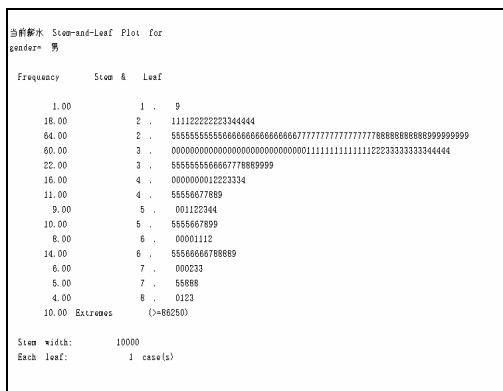 当前薪水 Stem-and-Leaf Plot for
gender= 男
Frequency Stem & Leaf
1.00 1 . 9
18.00 2 . 111122222223344444
64.00 2 . 5555555555566666666666666667777777777777777788888888888999999999
60.00 3 . 000000000000000000000000000001111111111111122233333333334444
22.00 3 . 5555555566667778889999
16.00 4 . 0000000012223334
11.00 4 . 55556677889
9.00 5 . 001122344
10.00 5 . 5555667899
8.00 6 . 00001112
14.00 6 . 55566666788889
6.00 7 . 000233
5.00 7 . 55888
4.00 8 . 0123
10.00 Extremes (>=86250)
Stem width: 10000
Each leaf: 1 case(s)